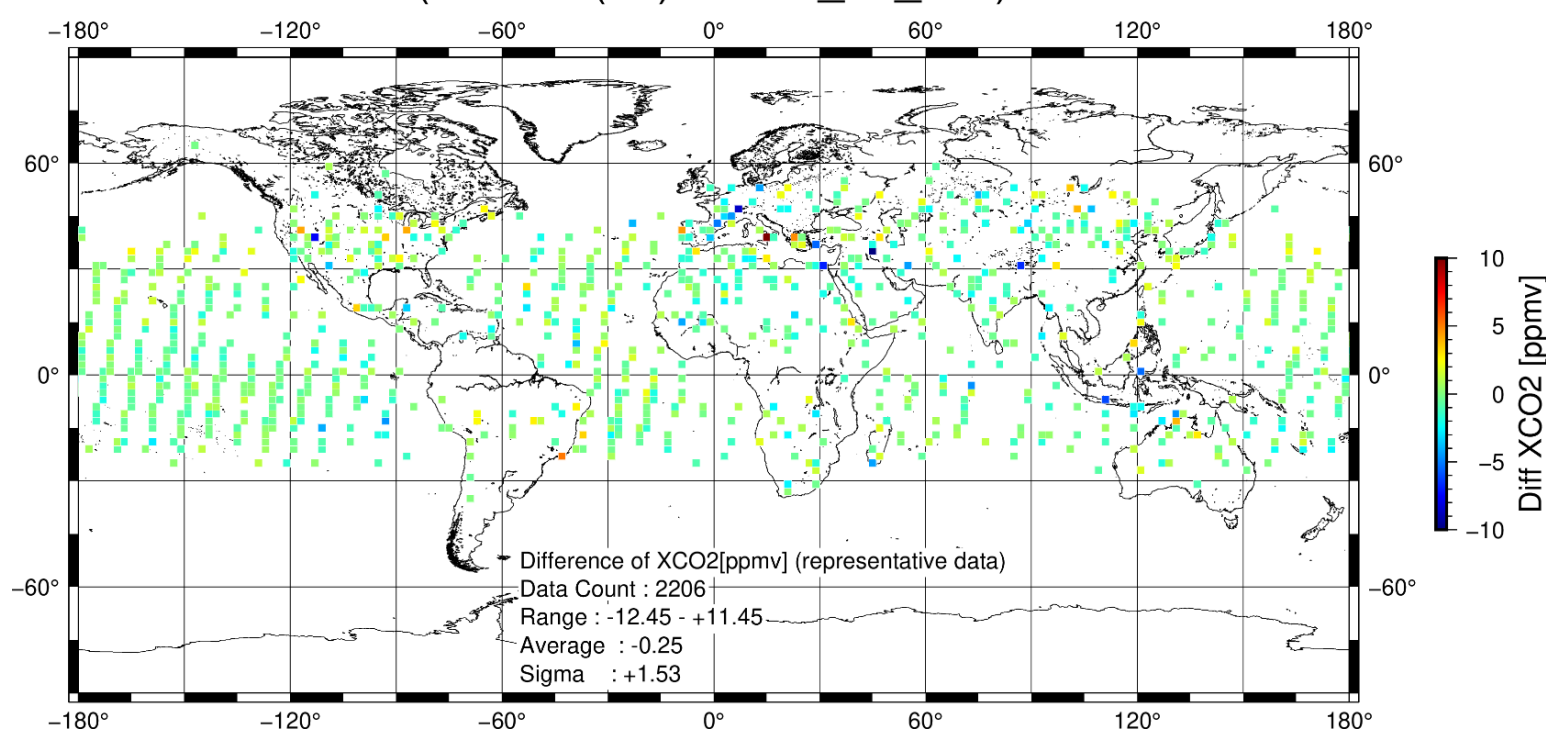 −180° −120° −60° 0° 60° 120° 180°
60° 60°
0° 0°
−60° −60°
Difference of XCO2[ppmv] (representative data)
Data Count : 2206
Range : -12.45 - +11.45
Average : -0.25
Sigma : +1.53
−180° −120° −60° 0° 60° 120° 180°
10
5
0
−5
−10
Diff XCO2 [ppmv]